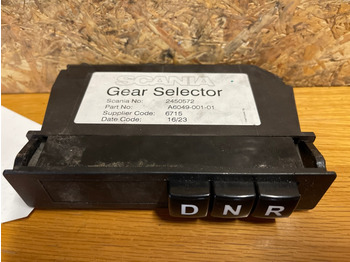 SCANIA
Gear Selector
Scania No: 2450572
Part No: A6049-001-01
Supplier Code: 6715
Date Code: 16/23
D N R